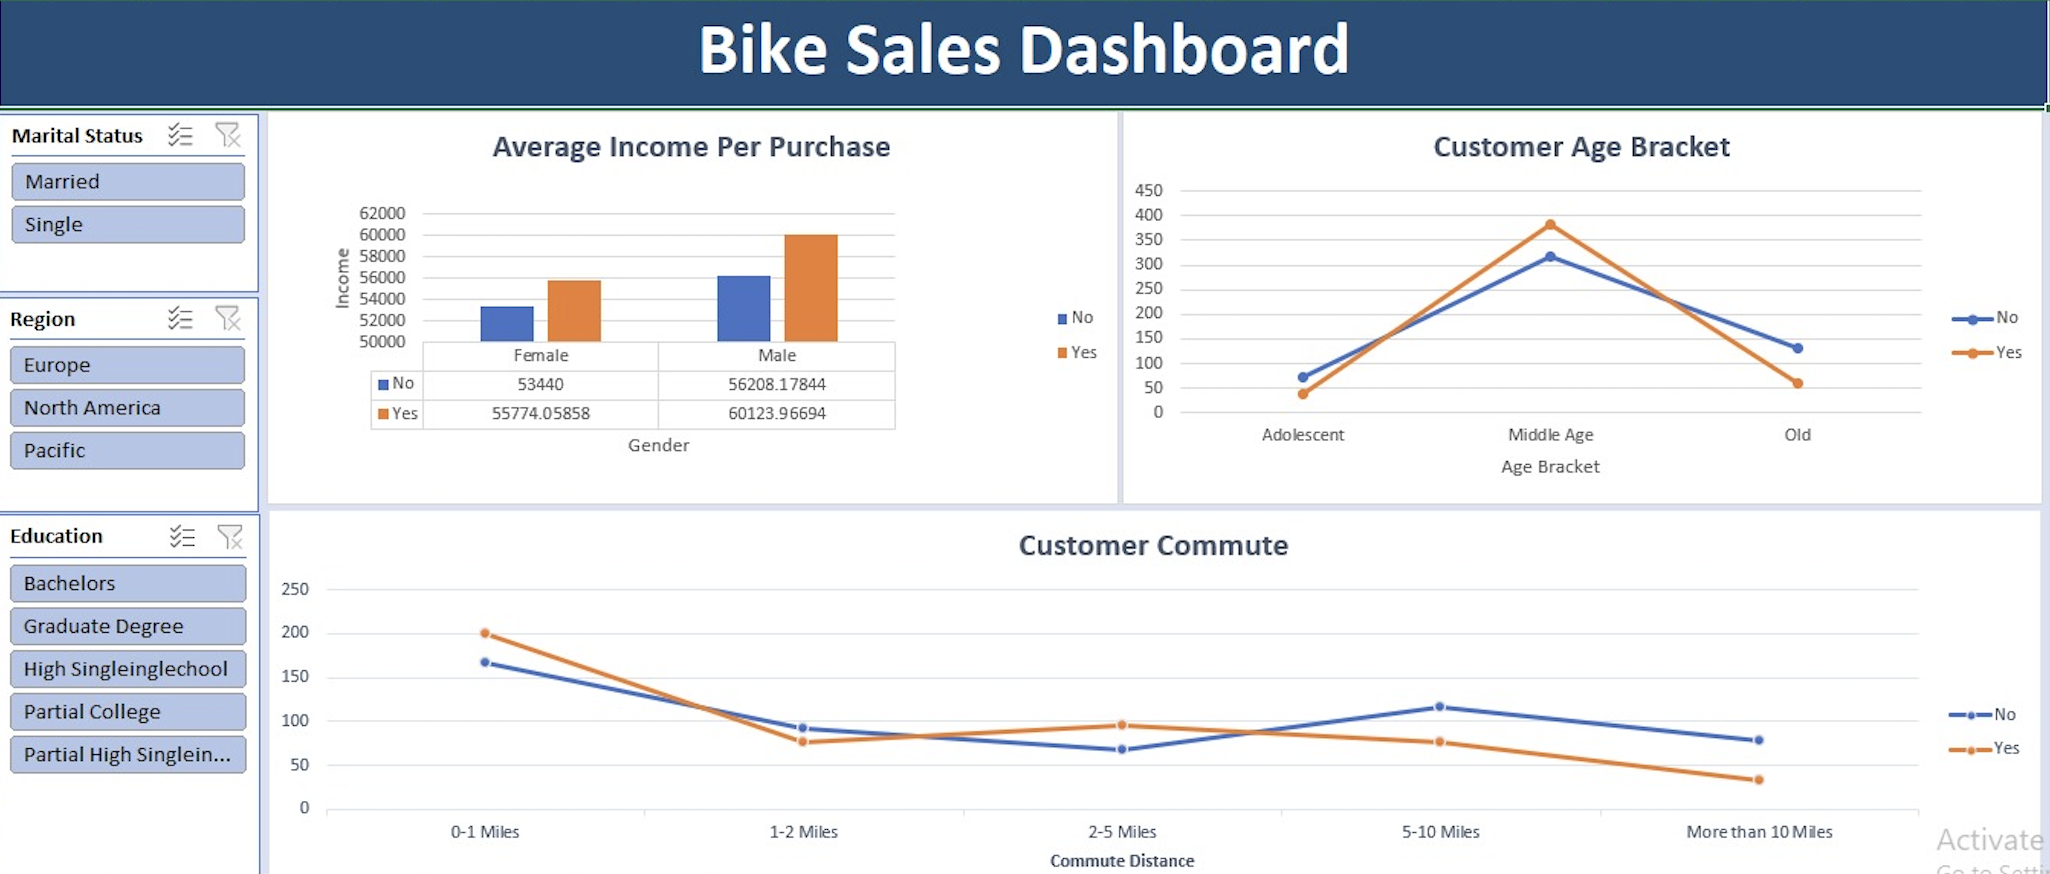 Bike Sales Dashboard
Marital Status
Married
Single
Region
Europe
North America
Pacific
Education
Bachelors
Graduate Degree
High Singleinglechool
Partial College
Partial High Singlein...
Average Income Per Purchase
62000
60000
58000
56000
54000
52000
50000
Income
Female Male
No 53440 56208.17844
Yes 55774.05858 60123.96694
Gender
No
Yes
Customer Age Bracket
450
400
350
300
250
200
150
100
50
0
Adolescent Middle Age Old
Age Bracket
No
Yes
Customer Commute
250
200
150
100
50
0
0-1 Miles 1-2 Miles 2-5 Miles 5-10 Miles More than 10 Miles
Commute Distance
No
Yes
Activate
Go to Setti